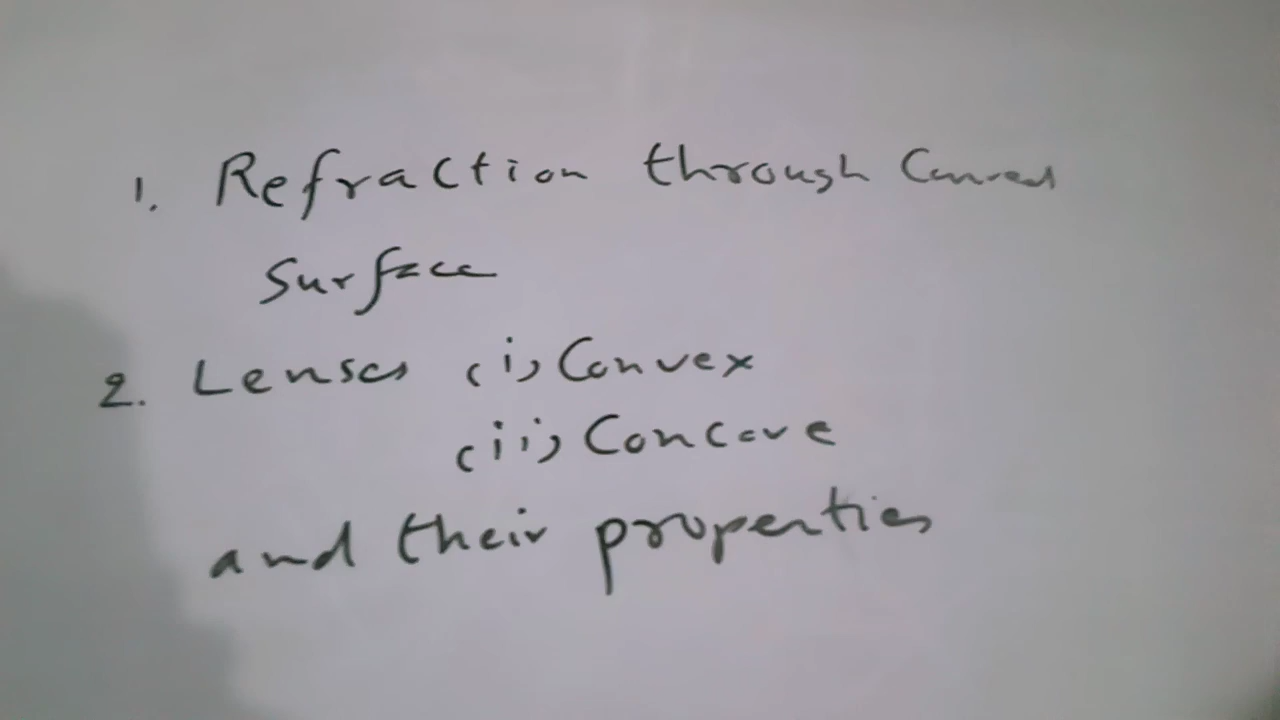 1. Refraction through Curved
Surface
2. Lenses (i) Convex
(ii) Concave
and their properties